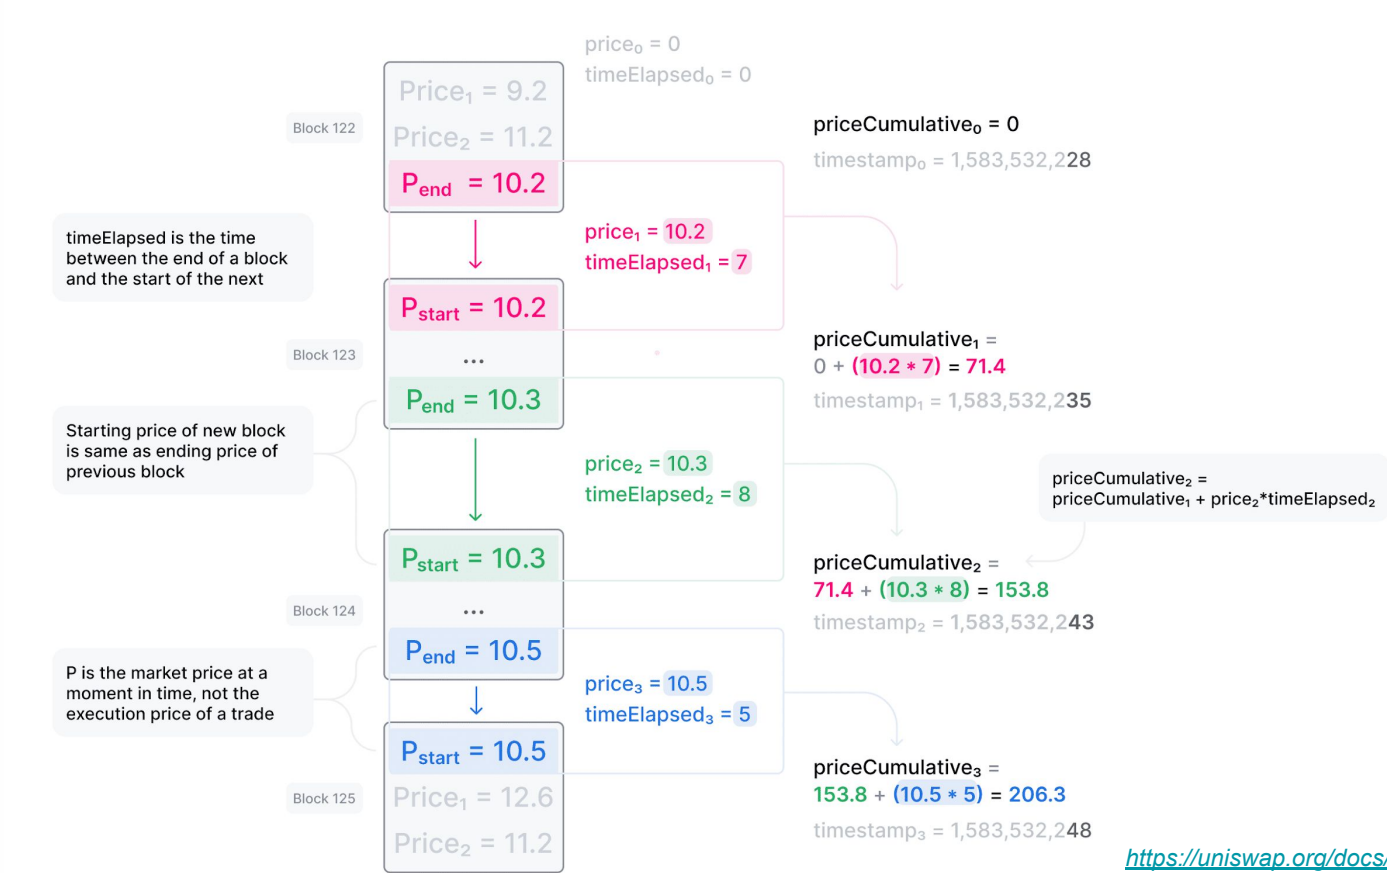 price₀ = 0
timeElapsed₀ = 0
Price₁ = 9.2
Block 122
Price₂ = 11.2
Pend = 10.2
priceCumulative₀ = 0
timestamp₀ = 1,583,532,228
timeElapsed is the time
between the end of a block
and the start of the next
price₁ = 10.2
timeElapsed₁ = 7
Pstart = 10.2
Block 123
...
Pend = 10.3
priceCumulative₁ =
0 + (10.2 * 7) = 71.4
timestamp₁ = 1,583,532,235
Starting price of new block
is same as ending price of
previous block
price₂ = 10.3
timeElapsed₂ = 8
priceCumulative₂ =
priceCumulative₁ + price₂*timeElapsed₂
Pstart = 10.3
Block 124
...
Pend = 10.5
priceCumulative₂ =
71.4 + (10.3 * 8) = 153.8
timestamp₂ = 1,583,532,243
P is the market price at a
moment in time, not the
execution price of a trade
price₃ = 10.5
timeElapsed₃ = 5
Pstart = 10.5
Block 125
Price₁ = 12.6
Price₂ = 11.2
priceCumulative₃ =
153.8 + (10.5 * 5) = 206.3
timestamp₃ = 1,583,532,248
https://uniswap.org/docs/